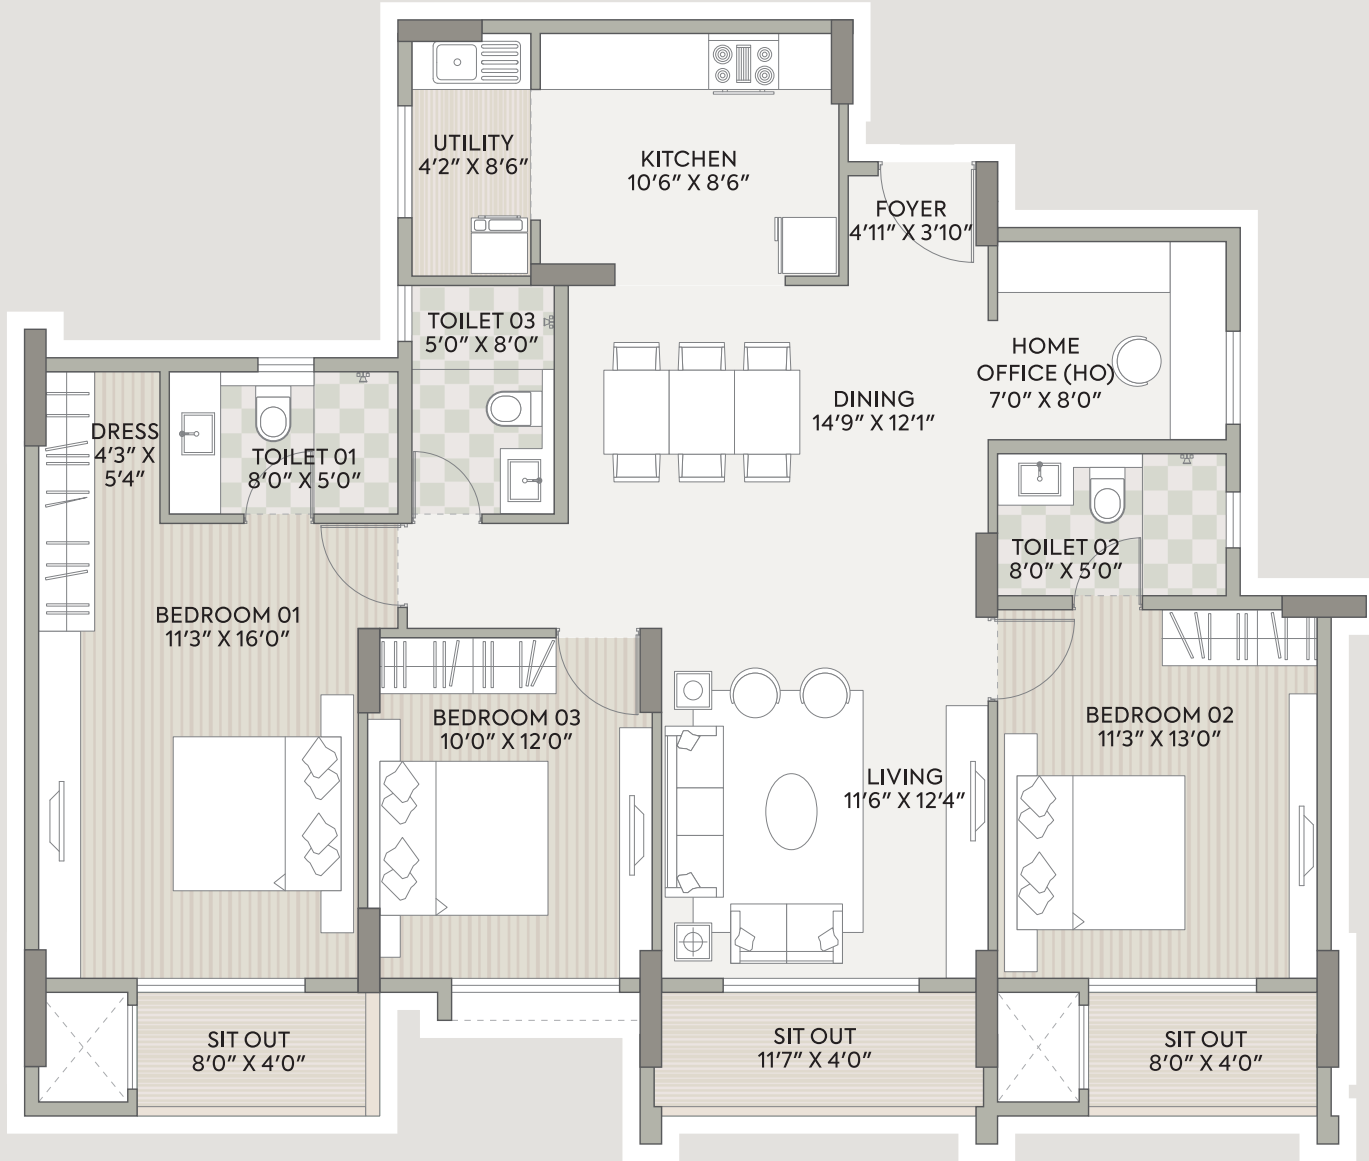 UTILITY
4'2" X 8'6"
KITCHEN
10'6" X 8'6"
FOYER
4'11" X 3'10"
TOILET 03
5'0" X 8'0"
HOME
OFFICE (HO)
7'0" X 8'0"
DINING
14'9" X 12'1"
DRESS
4'3" X
5'4"
TOILET 01
8'0" X 5'0"
TOILET 02
8'0" X 5'0"
BEDROOM 01
11'3" X 16'0"
BEDROOM 03
10'0" X 12'0"
BEDROOM 02
11'3" X 13'0"
LIVING
11'6" X 12'4"
SIT OUT
8'0" X 4'0"
SIT OUT
11'7" X 4'0"
SIT OUT
8'0" X 4'0"